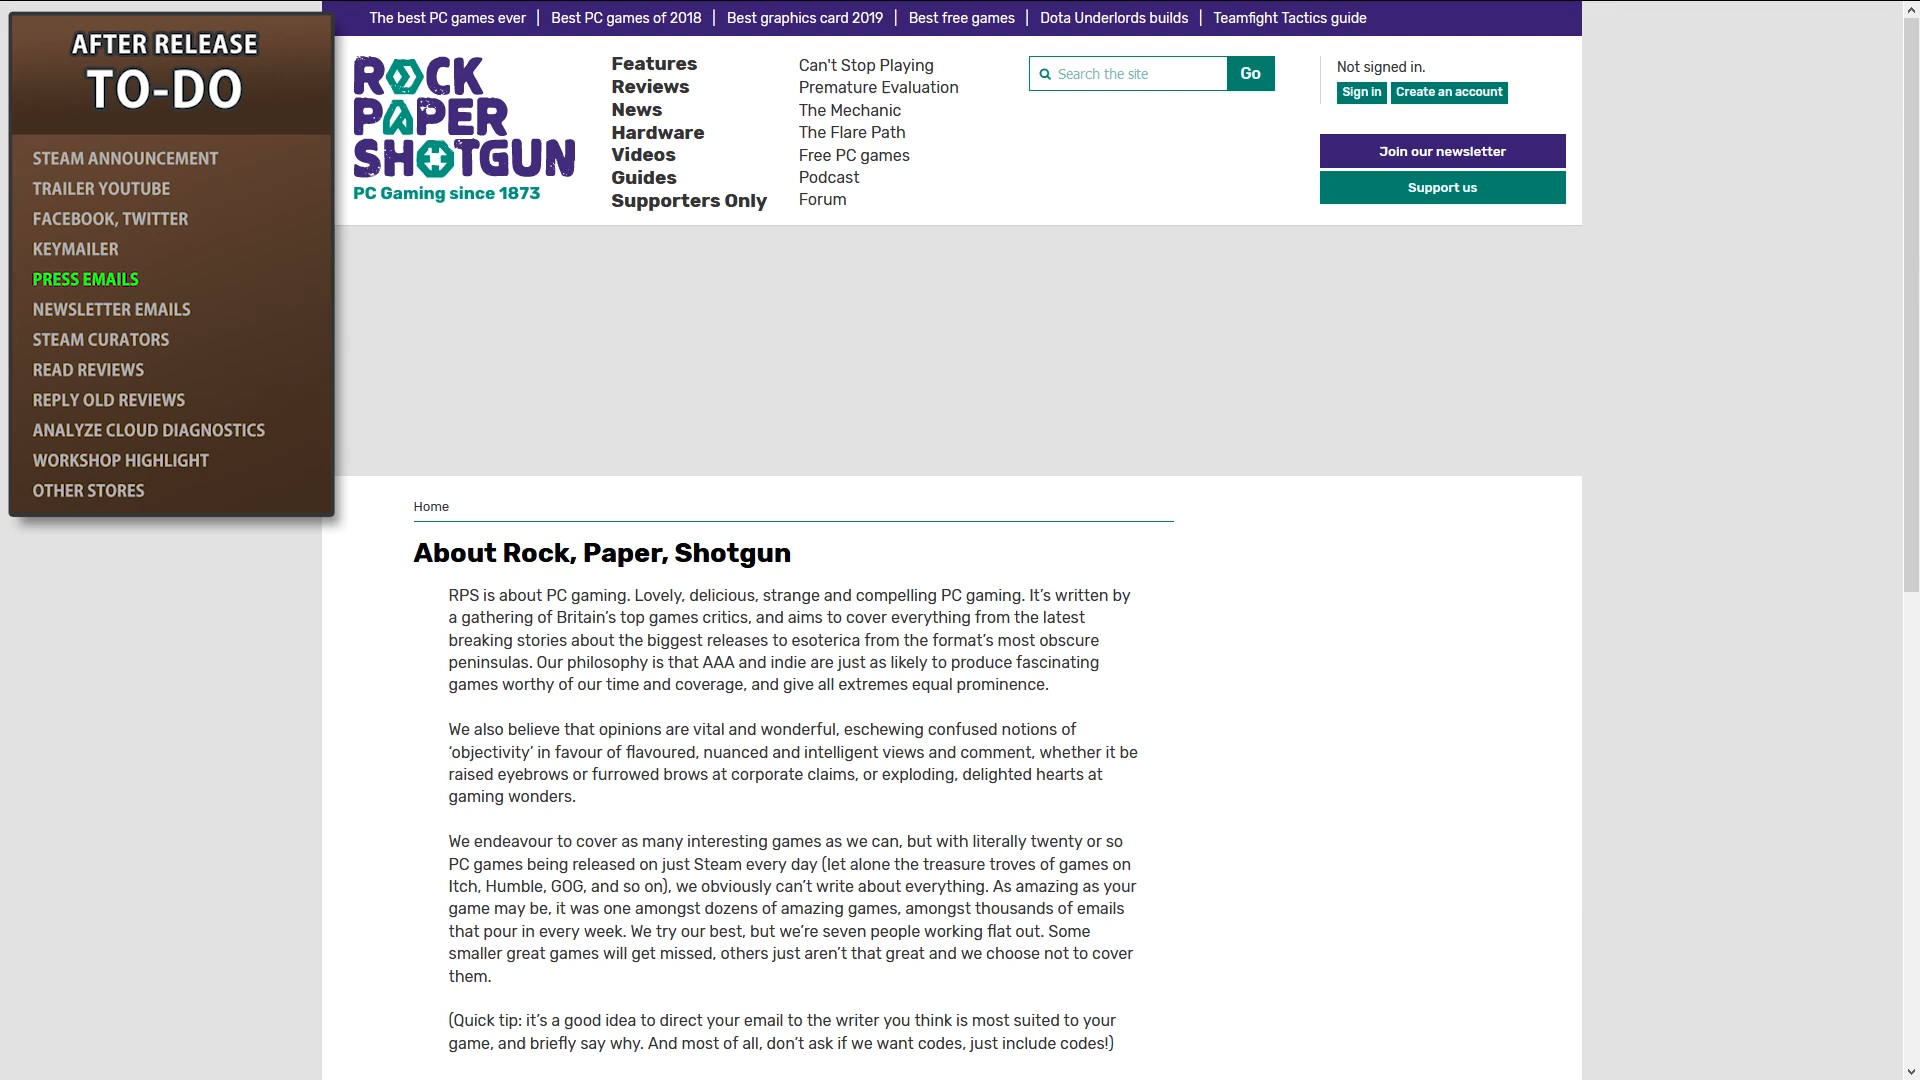 AFTER RELEASE
TO-DO
STEAM ANNOUNCEMENT
TRAILER YOUTUBE
FACEBOOK, TWITTER
KEYMAILER
PRESS EMAILS
NEWSLETTER EMAILS
STEAM CURATORS
READ REVIEWS
REPLY OLD REVIEWS
ANALYZE CLOUD DIAGNOSTICS
WORKSHOP HIGHLIGHT
OTHER STORES
The best PC games ever | Best PC games of 2018 | Best graphics card 2019 | Best free games | Dota Underlords builds | Teamfight Tactics guide
ROCK
PAPER
SHOTGUN
PC Gaming since 1873
Features
Reviews
News
Hardware
Videos
Guides
Supporters Only
Can't Stop Playing
Premature Evaluation
The Mechanic
The Flare Path
Free PC games
Podcast
Forum
Search the site Go
Not signed in.
Sign in Create an account
Join our newsletter
Support us
Home
About Rock, Paper, Shotgun
RPS is about PC gaming. Lovely, delicious, strange and compelling PC gaming. It’s written by
a gathering of Britain’s top games critics, and aims to cover everything from the latest
breaking stories about the biggest releases to esoterica from the format’s most obscure
peninsulas. Our philosophy is that AAA and indie are just as likely to produce fascinating
games worthy of our time and coverage, and give all extremes equal prominence.
We also believe that opinions are vital and wonderful, eschewing confused notions of
‘objectivity’ in favour of flavoured, nuanced and intelligent views and comment, whether it be
raised eyebrows or furrowed brows at corporate claims, or exploding, delighted hearts at
gaming wonders.
We endeavour to cover as many interesting games as we can, but with literally twenty or so
PC games being released on just Steam every day (let alone the treasure troves of games on
Itch, Humble, GOG, and so on), we obviously can’t write about everything. As amazing as your
game may be, it was one amongst dozens of amazing games, amongst thousands of emails
that pour in every week. We try our best, but we’re seven people working flat out. Some
smaller great games will get missed, others just aren’t that great and we choose not to cover
them.
(Quick tip: it’s a good idea to direct your email to the writer you think is most suited to your
game, and briefly say why. And most of all, don’t ask if we want codes, just include codes!)